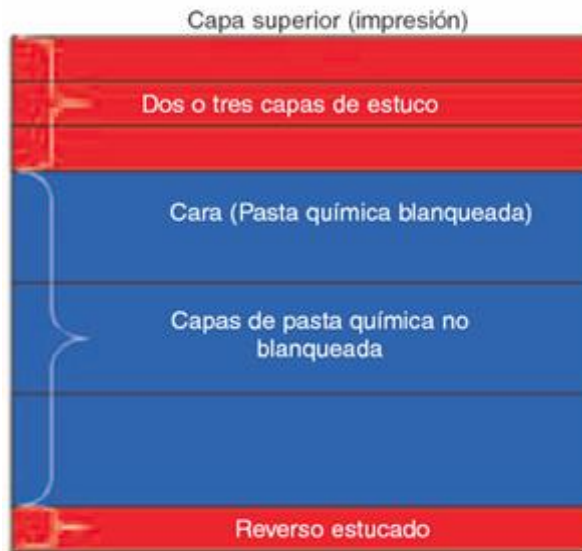 Capa superior (impresión)
Dos o tres capas de estuco
Cara (Pasta química blanqueada)
Capas de pasta química no
blanqueada
Reverso estucado